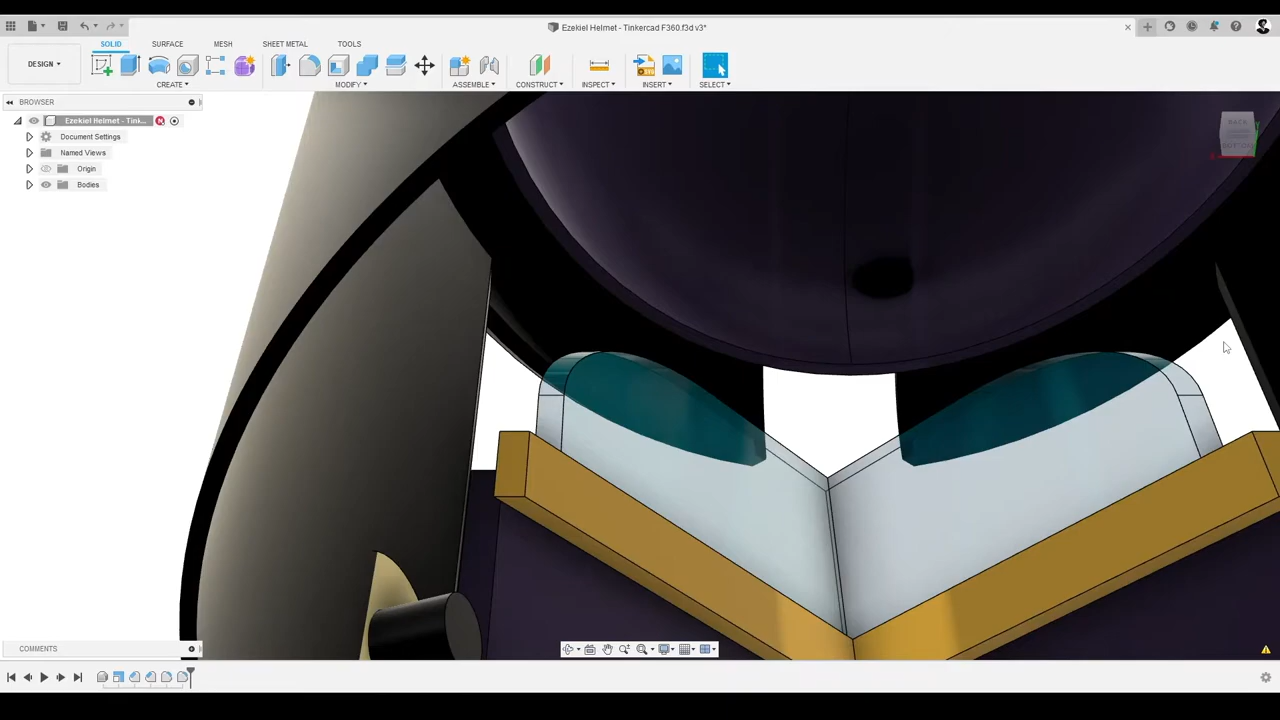 Ezekiel Helmet - Tinkercad F360.f3d v3*
SOLID SURFACE MESH SHEET METAL TOOLS
DESIGN
CREATE MODIFY ASSEMBLE CONSTRUCT INSPECT INSERT SELECT
BROWSER
Ezekiel Helmet - Tink...
Document Settings
Named Views
Origin
Bodies
BACK
COMMENTS